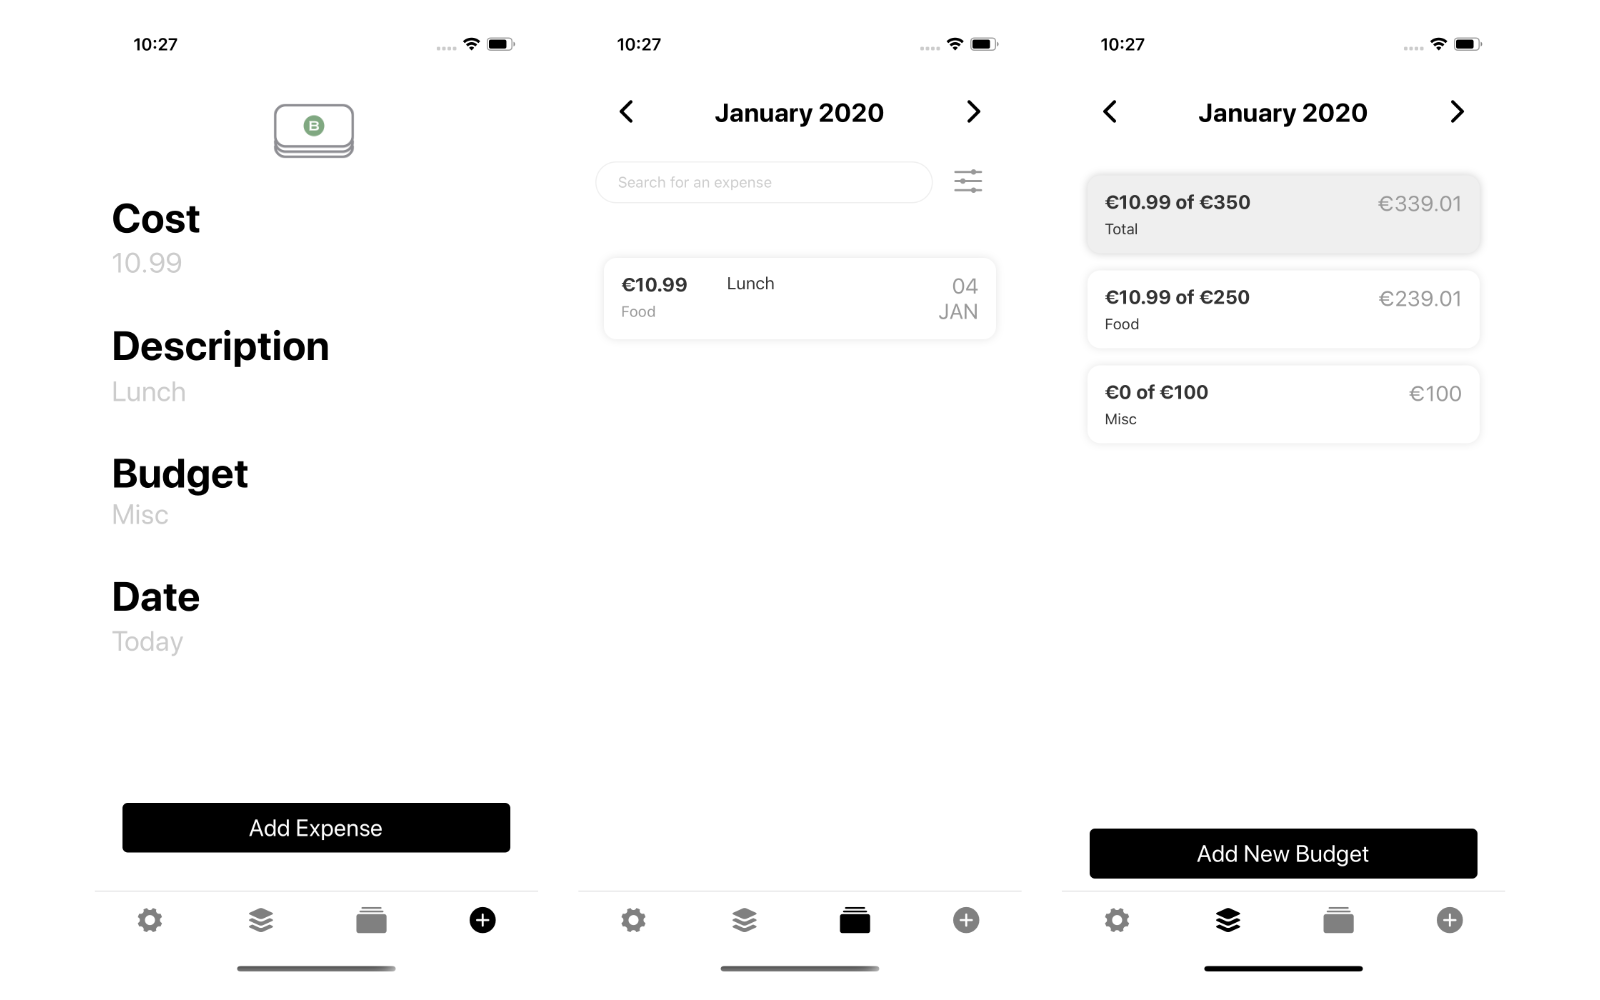 10:27
B
Cost
10.99
Description
Lunch
Budget
Misc
Date
Today
Add Expense
10:27
January 2020
Search for an expense
€10.99
Lunch
04
Food
JAN
10:27
January 2020
€10.99 of €350
€339.01
Total
€10.99 of €250
€239.01
Food
€0 of €100
€100
Misc
Add New Budget